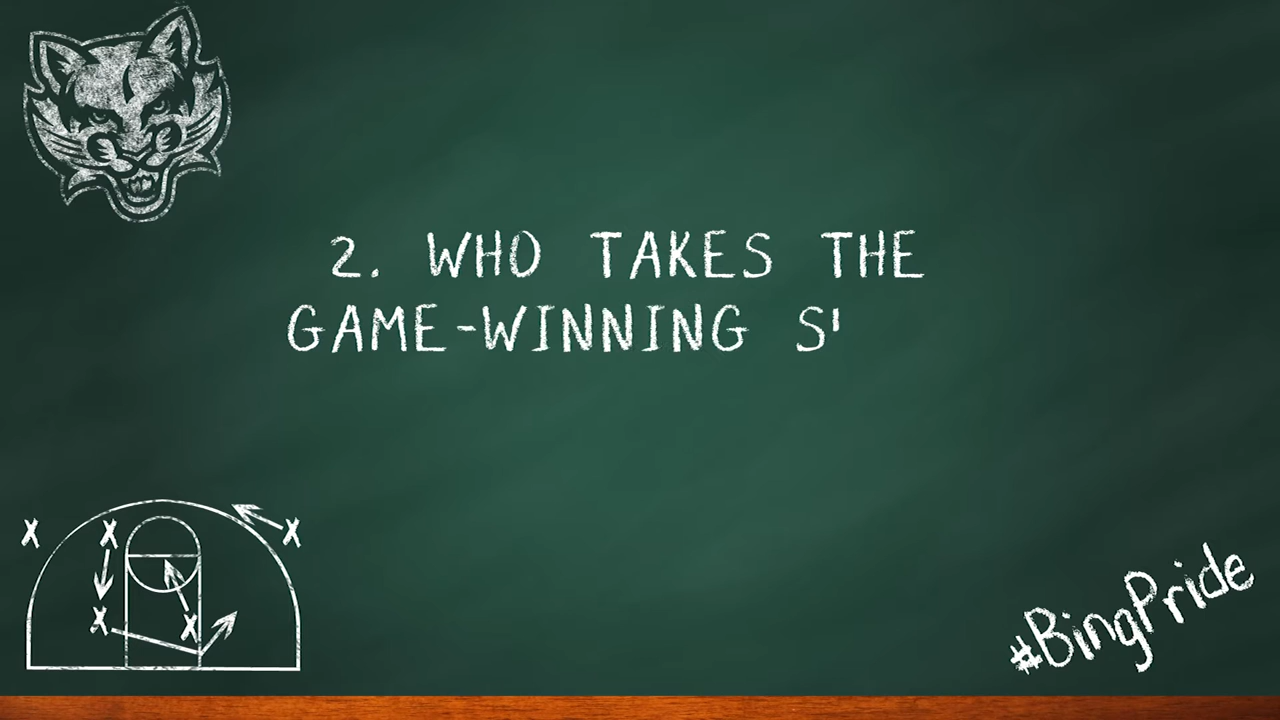 2. WHO TAKES THE
GAME-WINNING S'
X X X
X X
#BingPride